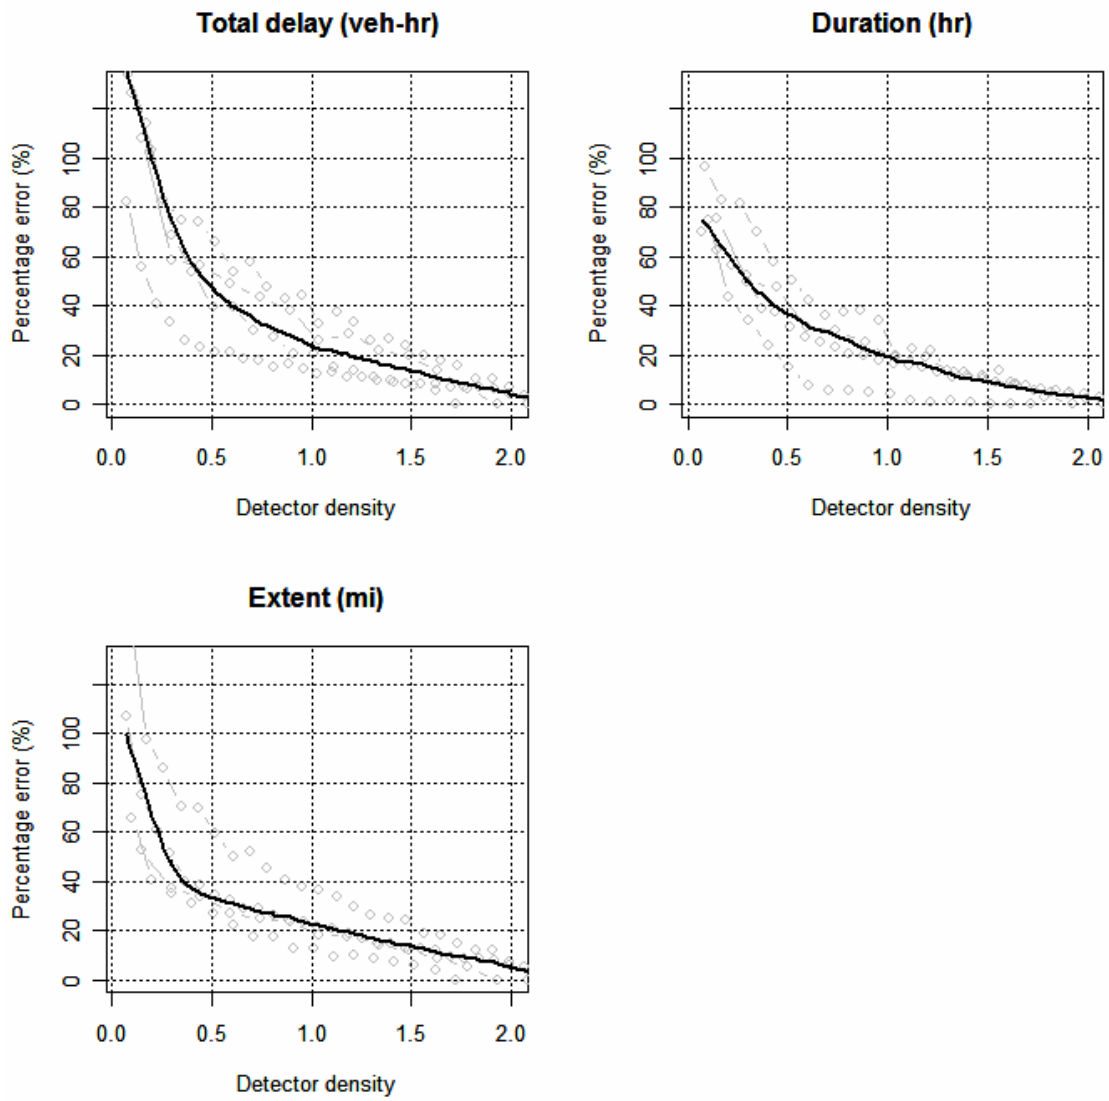 Total delay (veh-hr)
Percentage error (%)
100
80
60
40
20
0
0.0 0.5 1.0 1.5 2.0
Detector density
Duration (hr)
Percentage error (%)
100
80
60
40
20
0
0.0 0.5 1.0 1.5 2.0
Detector density
Extent (mi)
Percentage error (%)
100
80
60
40
20
0
0.0 0.5 1.0 1.5 2.0
Detector density